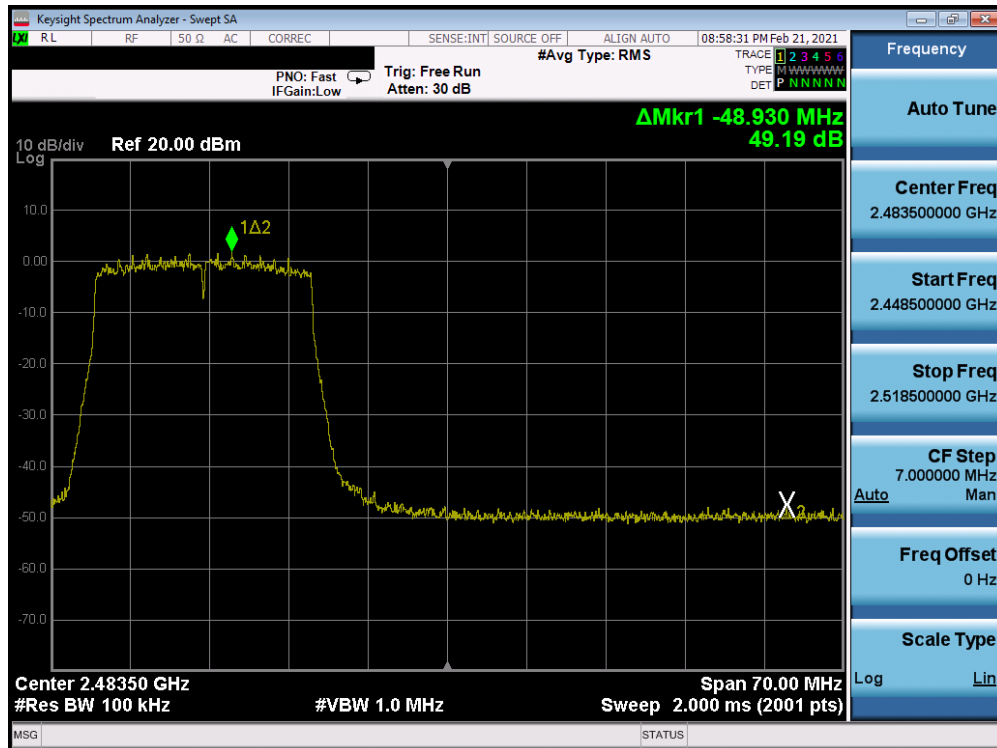 Keysight Spectrum Analyzer - Swept SA
LXI RL RF 50 Ω AC CORREC SENSE:INT SOURCE OFF ALIGN AUTO 08:58:31 PM Feb 21, 2021
#Avg Type: RMS
TRACE 1 2 3 4 5 6
PNO: Fast Trig: Free Run
TYPE M WWWWW
IFGain:Low Atten: 30 dB
DET P N N N N N
ΔMkr1 -48.930 MHz
49.19 dB
10 dB/div Ref 20.00 dBm
Log
10.0
1Δ2
0.00
-10.0
-20.0
-30.0
-40.0
X2
-50.0
-60.0
-70.0
Center 2.48350 GHz Span 70.00 MHz
#Res BW 100 kHz #VBW 1.0 MHz Sweep 2.000 ms (2001 pts)
MSG STATUS
Frequency
Auto Tune
Center Freq
2.483500000 GHz
Start Freq
2.448500000 GHz
Stop Freq
2.518500000 GHz
CF Step
7.000000 MHz
Auto Man
Freq Offset
0 Hz
Scale Type
Log Lin